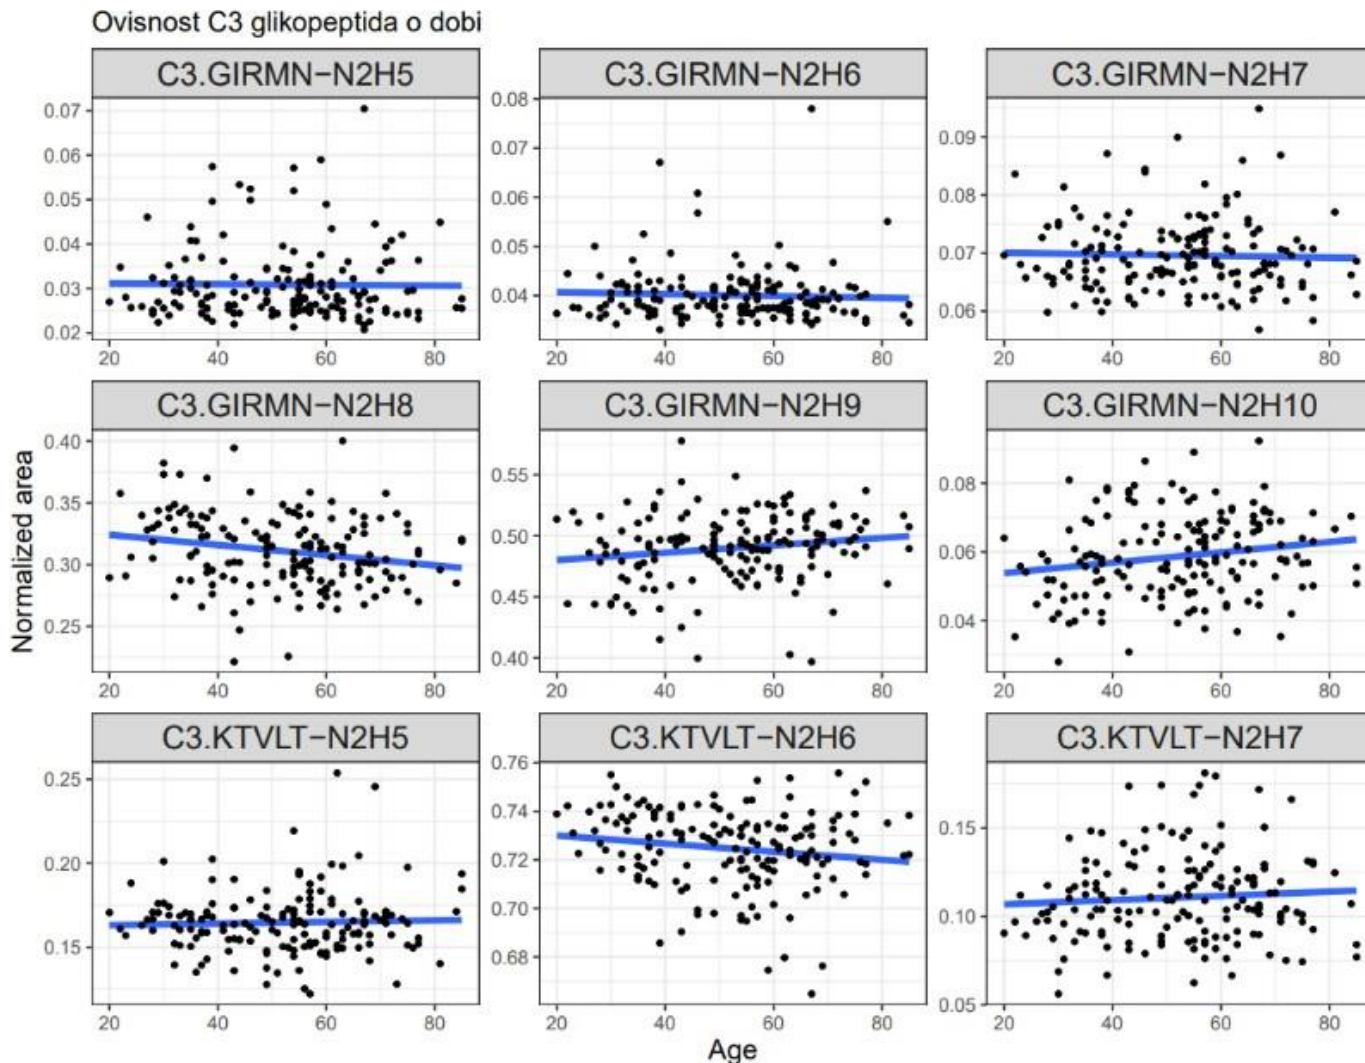 Ovisnost C3 glikopeptida o dobi
C3.GIRMN−N2H5
C3.GIRMN−N2H6
C3.GIRMN−N2H7
0.07
0.06
0.05
0.04
0.03
0.02
20 40 60 80
0.08
0.07
0.06
0.05
0.04
20 40 60 80
0.09
0.08
0.07
0.06
20 40 60 80
C3.GIRMN−N2H8
C3.GIRMN−N2H9
C3.GIRMN−N2H10
Normalized area
0.40
0.35
0.30
0.25
20 40 60 80
0.55
0.50
0.45
0.40
20 40 60 80
0.08
0.06
0.04
20 40 60 80
C3.KTVLT−N2H5
C3.KTVLT−N2H6
C3.KTVLT−N2H7
0.25
0.20
0.15
20 40 60 80
0.76
0.74
0.72
0.70
0.68
20 40 60 80
0.15
0.10
0.05
20 40 60 80
Age